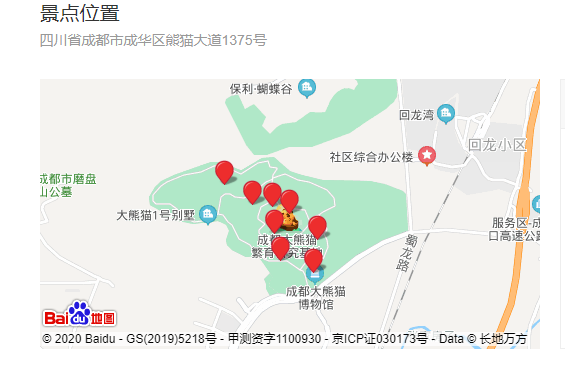 景点位置
四川省成都市成华区熊猫大道1375号
保利·蝴蝶谷
回龙湾
回龙小区
社区综合办公楼
成都市磨盘
山公墓
大熊猫1号别墅
服务区-成
口高速公路
成都大熊猫
繁育研究基地
蜀龙路
成都大熊猫
博物馆
Bai du 地图
© 2020 Baidu - GS(2019)5218号 - 甲测资字1100930 - 京ICP证030173号 - Data © 长地万方